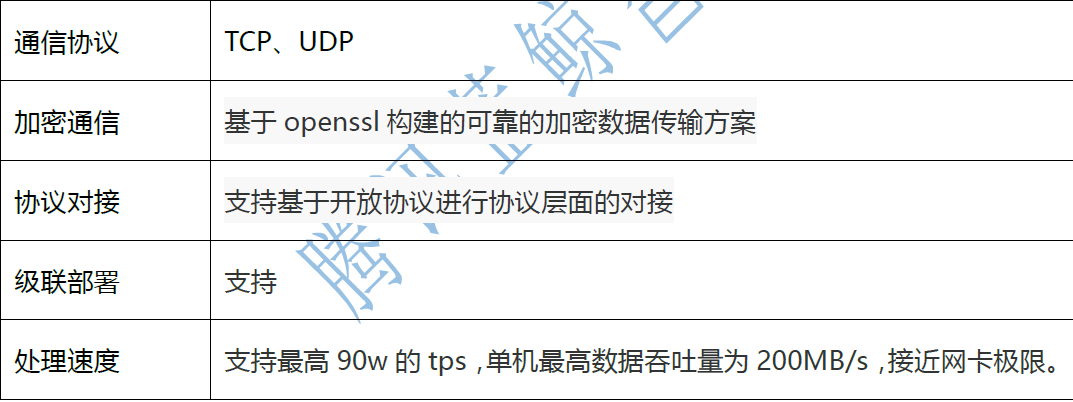 通信协议 TCP、UDP
加密通信 基于 openssl 构建的可靠的加密数据传输方案
协议对接 支持基于开放协议进行协议层面的对接
级联部署 支持
处理速度 支持最高 90w 的 tps ,单机最高数据吞吐量为 200MB/s ,接近网卡极限。